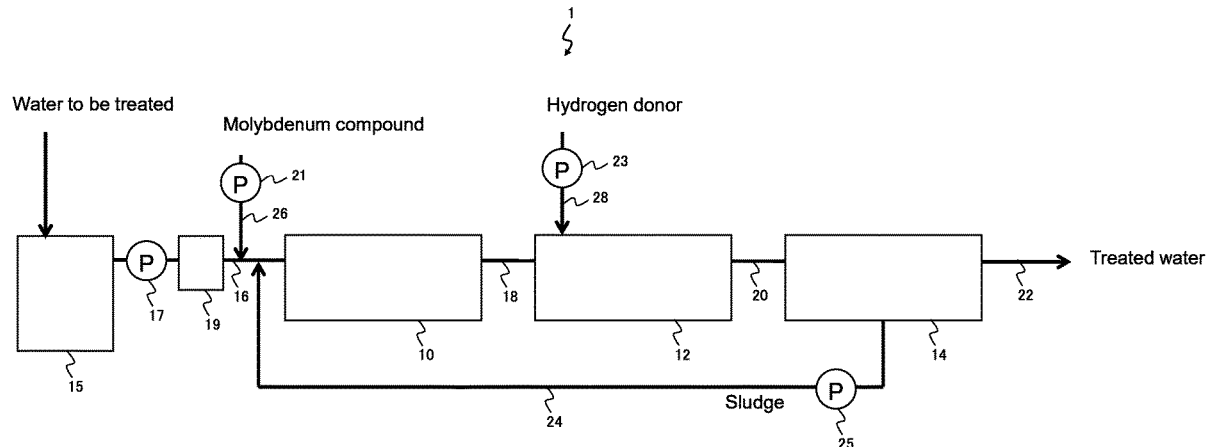 1
Water to be treated
Hydrogen donor
Molybdenum compound
P
23
P
21
28
26
P
Treated water
16
18
20
22
17
19
10
12
14
15
P
Sludge
24
25